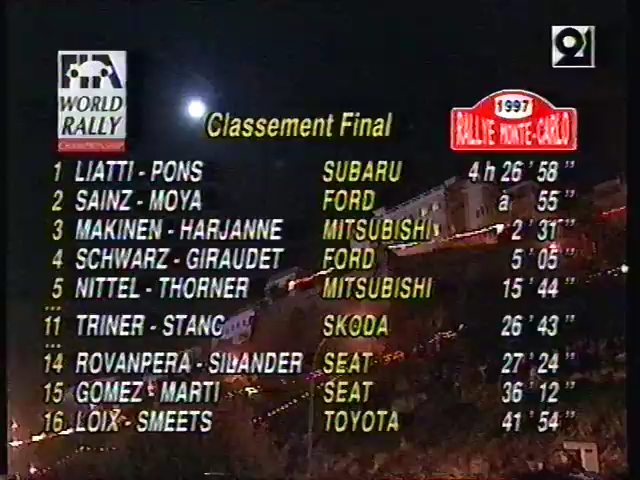 FIA
WORLD
RALLY
CHAMPIONSHIP
91
Classement Final
1997
RALLYE MONTE-CARLO
1 LIATTI - PONS SUBARU 4 h 26 ' 58 "
2 SAINZ - MOYA FORD à 55 "
3 MAKINEN - HARJANNE MITSUBISHI 2 ' 31 "
4 SCHWARZ - GIRAUDET FORD 5 ' 05 "
5 NITTEL - THORNER MITSUBISHI 15 ' 44 "
...
11 TRINER - STANC SKODA 26 ' 43 "
...
14 ROVANPERA - SILANDER SEAT 27 ' 24 "
15 GOMEZ - MARTI SEAT 36 ' 12 "
16 LOIX - SMEETS TOYOTA 41 ' 54 "